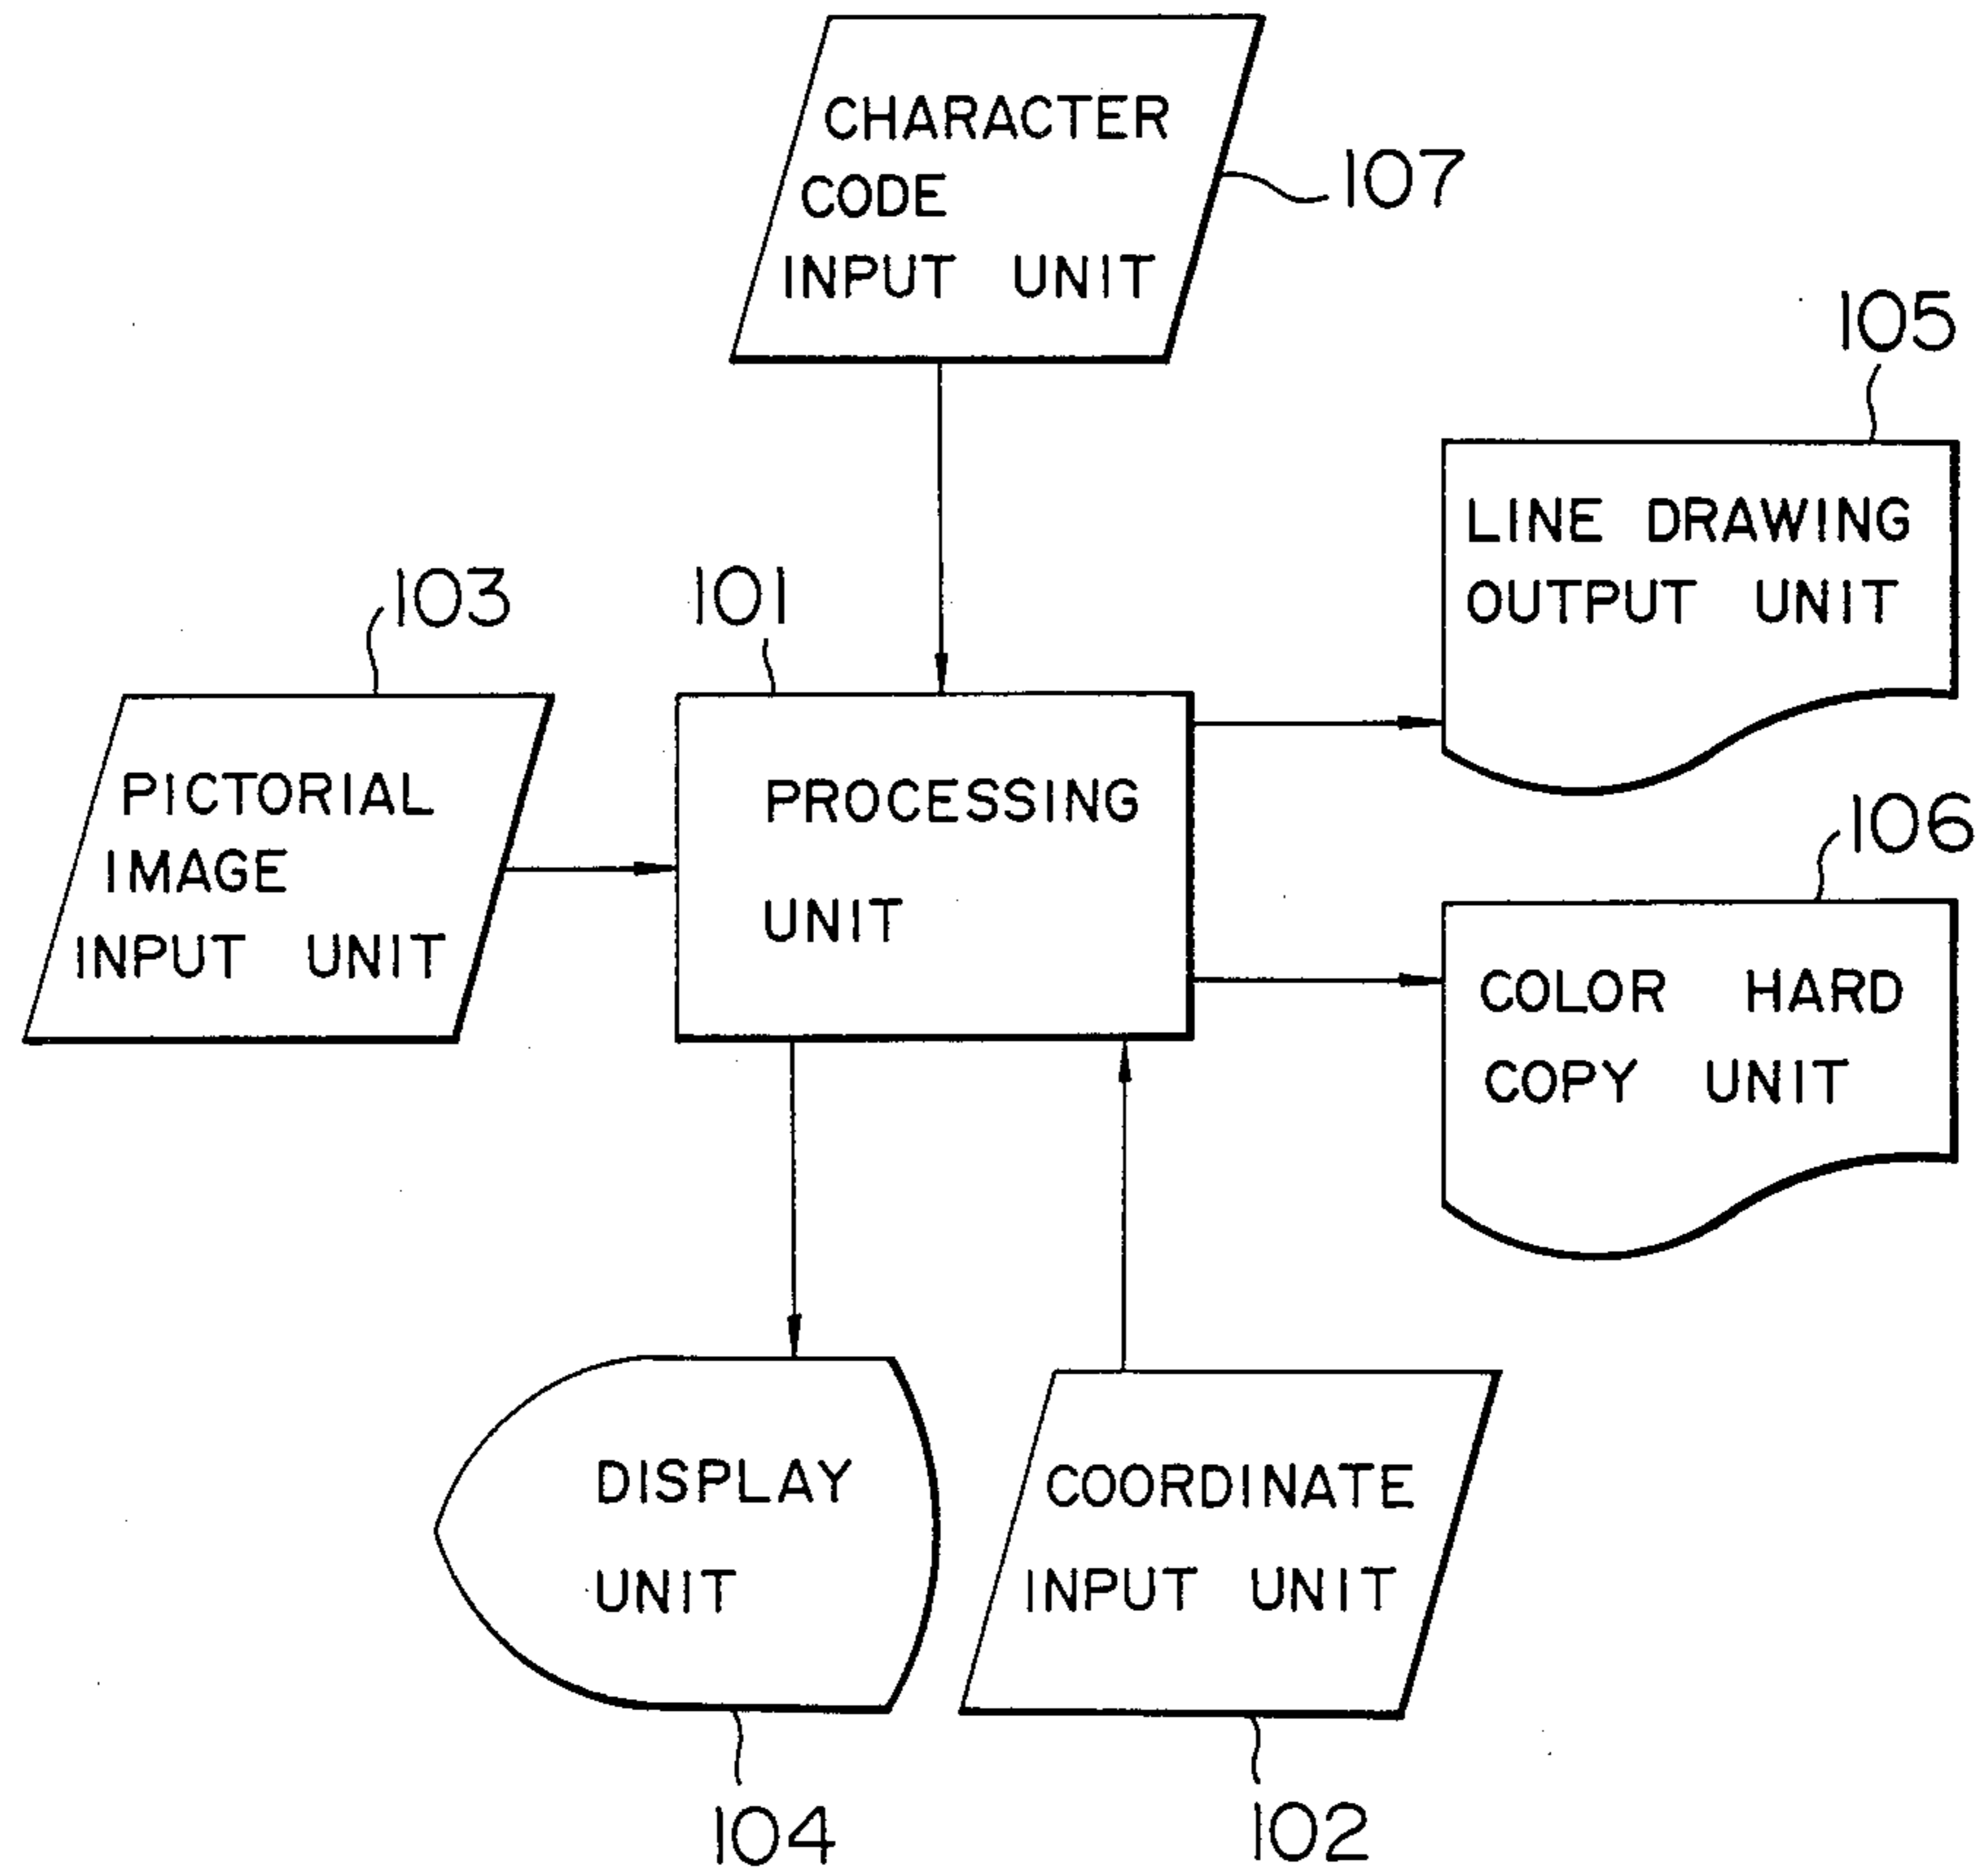 CHARACTER
CODE
INPUT UNIT
107
105
LINE DRAWING
OUTPUT UNIT
103
PICTORIAL
IMAGE
INPUT UNIT
101
PROCESSING
UNIT
106
COLOR HARD
COPY UNIT
DISPLAY
UNIT
104
COORDINATE
INPUT UNIT
102